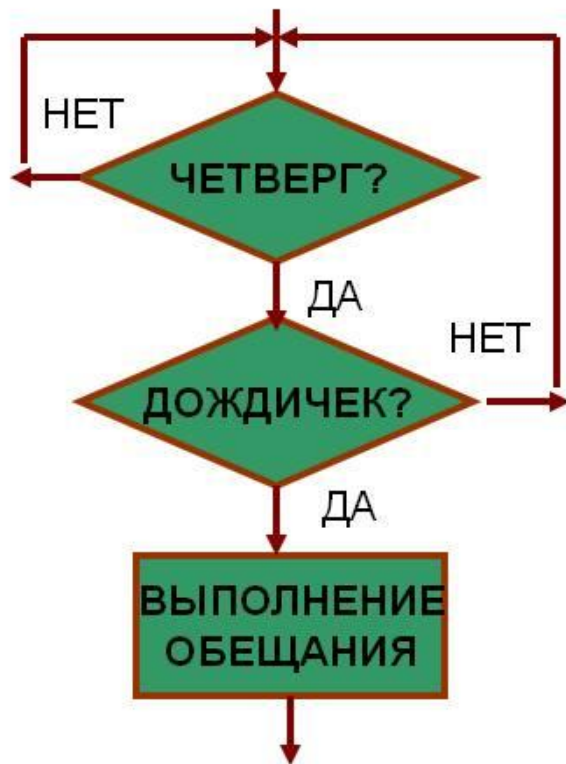 НЕТ
ЧЕТВЕРГ?
ДА
НЕТ
ДОЖДИЧЕК?
ДА
ВЫПОЛНЕНИЕ
ОБЕЩАНИЯ